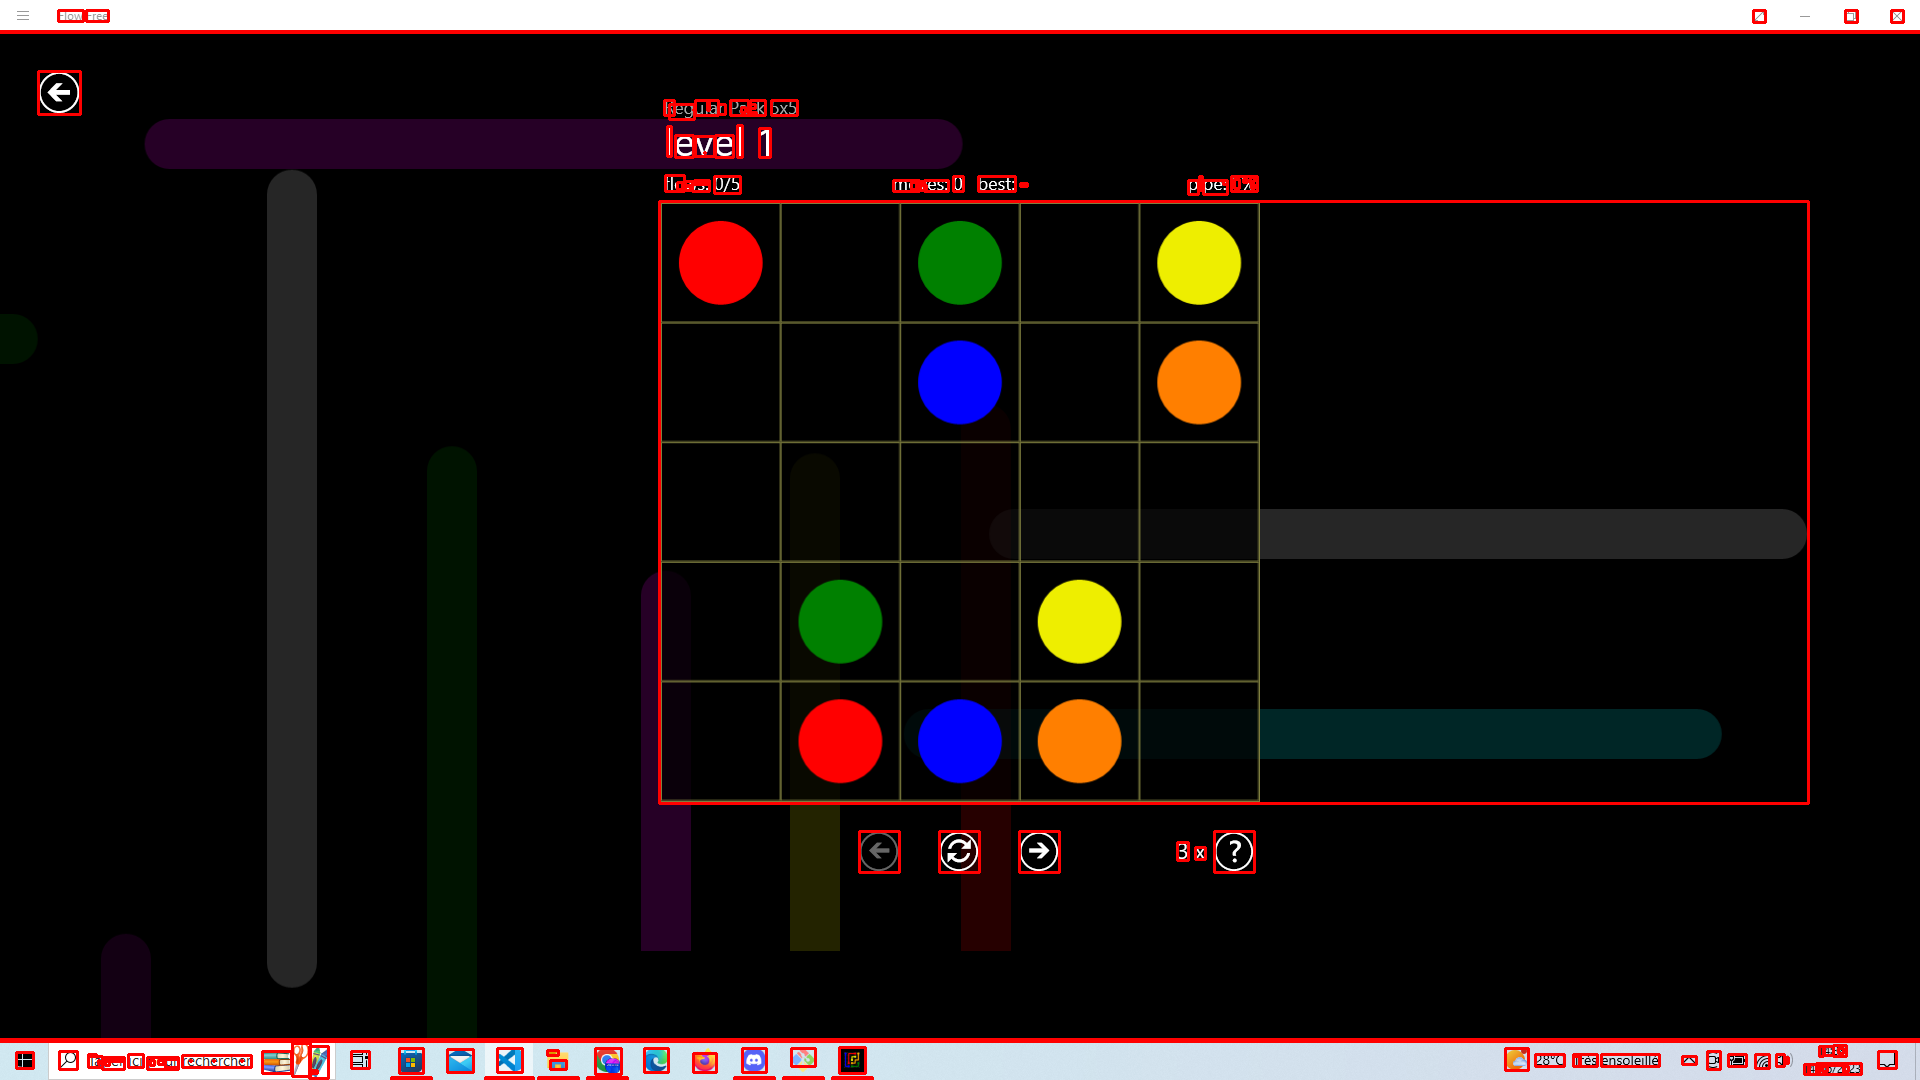 Flow Free
Regular Pack 5x5
level 1
flows: 0/5 moves: 0 best: - pipe: 0%
3 x ?
rechercher
28°C Très ensoleillé